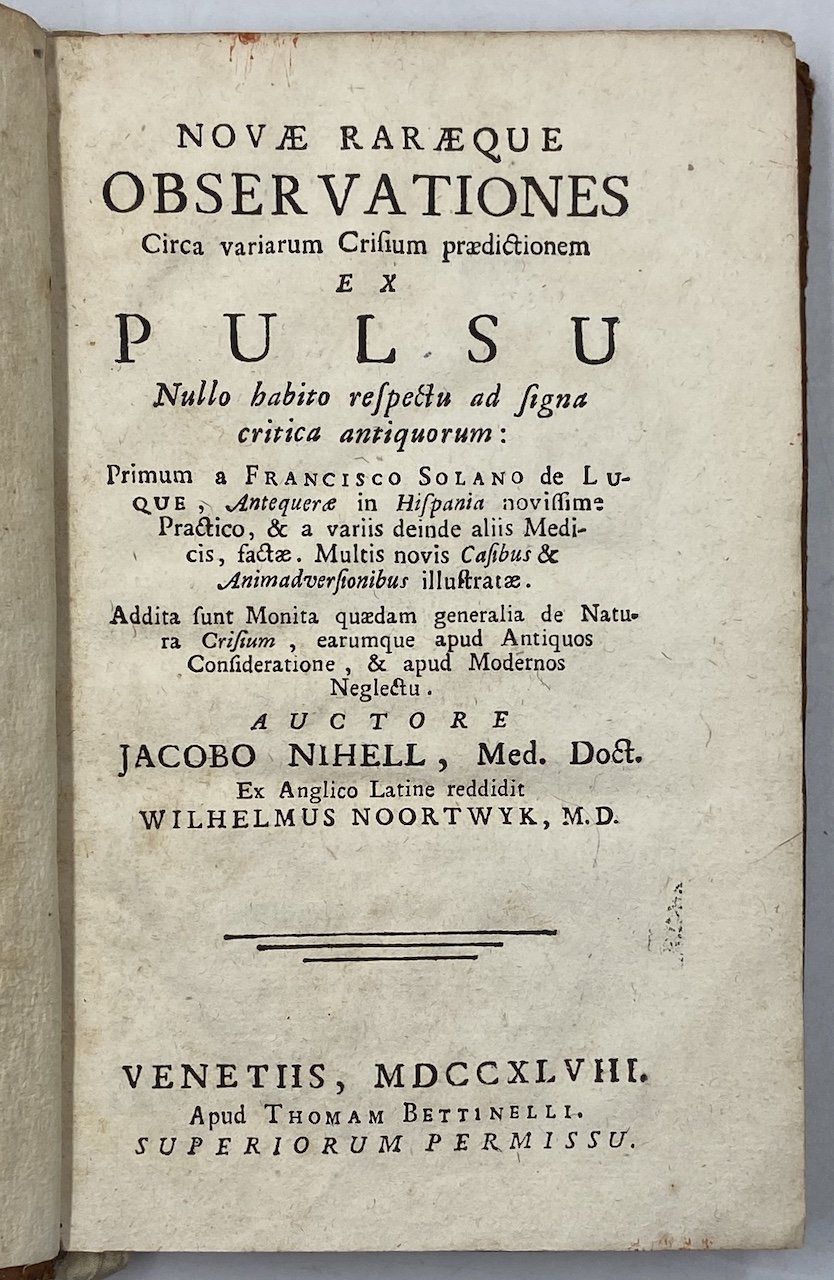 NOVÆ RARÆQUE
OBSERVATIONES
Circa variarum Criſium prædictionem
EX
PULSU
Nullo habito reſpectu ad ſigna
critica antiquorum:
Primum a FRANCISCO SOLANO de LU-
QUE, Antequeræ in Hiſpania noviſſime
Practico, & a variis deinde aliis Medi-
cis, factæ. Multis novis Caſibus &
Animadverſionibus illuſtratæ.
Addita ſunt Monita quædam generalia de Natu-
ra Criſium, earumque apud Antiquos
Conſideratione, & apud Modernos
Neglectu.
AUCTORE
JACOBO NIHELL, Med. Doct.
Ex Anglico Latine reddidit
WILHELMUS NOORTWYK, M.D.
VENETIIS, MDCCXLVIII.
Apud THOMAM BETTINELLI.
SUPERIORUM PERMISSU.